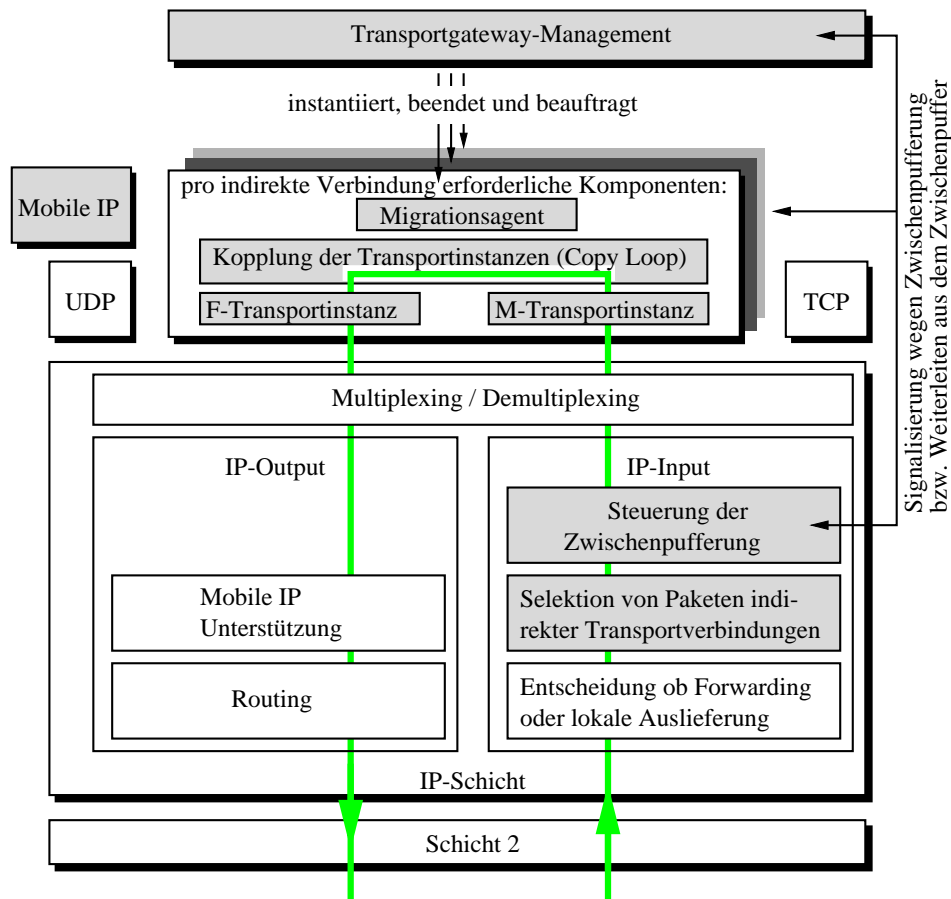 Transportgateway-Management
instantiiert, beendet und beauftragt
pro indirekte Verbindung erforderliche Komponenten:
Migrationsagent
Kopplung der Transportinstanzen (Copy Loop)
F-Transportinstanz
M-Transportinstanz
Mobile IP
UDP
TCP
Signalisierung wegen Zwischenpufferung
bzw. Weiterleiten aus dem Zwischenpuffer
Multiplexing / Demultiplexing
IP-Output
Mobile IP
Unterstützung
Routing
IP-Input
Steuerung der
Zwischenpufferung
Selektion von Paketen indi-
rekter Transportverbindungen
Entscheidung ob Forwarding
oder lokale Auslieferung
IP-Schicht
Schicht 2